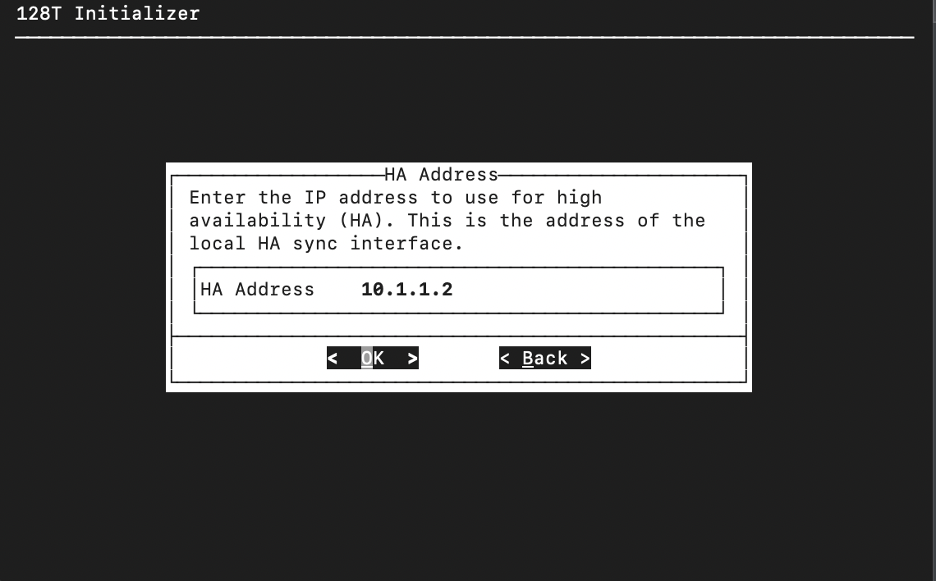 128T Initializer
HA Address
Enter the IP address to use for high
availability (HA). This is the address of the
local HA sync interface.
HA Address 10.1.1.2
< OK > < Back >